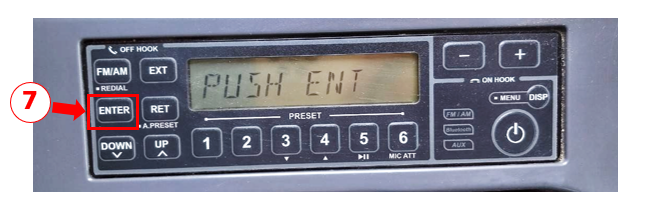 OFF HOOK
FM/AM EXT
• REDIAL
7
ENTER RET
• A.PRESET
DOWN UP
PUSH ENT
PRESET
1 2 3 4 5 6
MIC ATT
− +
ON HOOK
• MENU DISP
FM / AM
Bluetooth
AUX